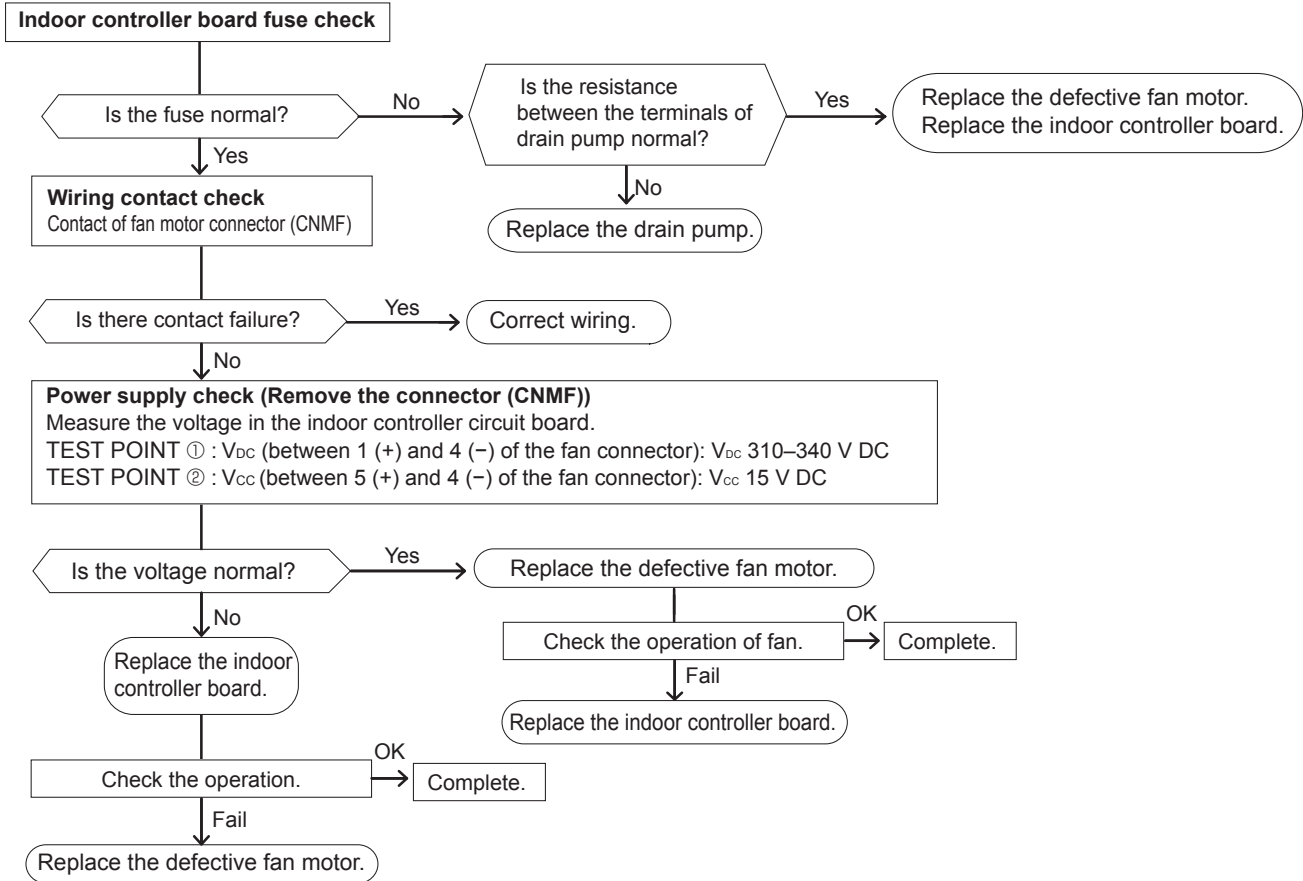 Indoor controller board fuse check
Is the fuse normal?
No
Is the resistance
between the terminals of
drain pump normal?
Yes
Replace the defective fan motor.
Replace the indoor controller board.
Yes
No
Replace the drain pump.
Wiring contact check
Contact of fan motor connector (CNMF)
Is there contact failure?
Yes
Correct wiring.
No
Power supply check (Remove the connector (CNMF))
Measure the voltage in the indoor controller circuit board.
TEST POINT ① : VDC (between 1 (+) and 4 (−) of the fan connector): VDC 310–340 V DC
TEST POINT ② : VCC (between 5 (+) and 4 (−) of the fan connector): VCC 15 V DC
Is the voltage normal?
Yes
Replace the defective fan motor.
No
Check the operation of fan.
OK
Complete.
Fail
Replace the indoor controller board.
Replace the indoor
controller board.
Check the operation.
OK
Complete.
Fail
Replace the defective fan motor.